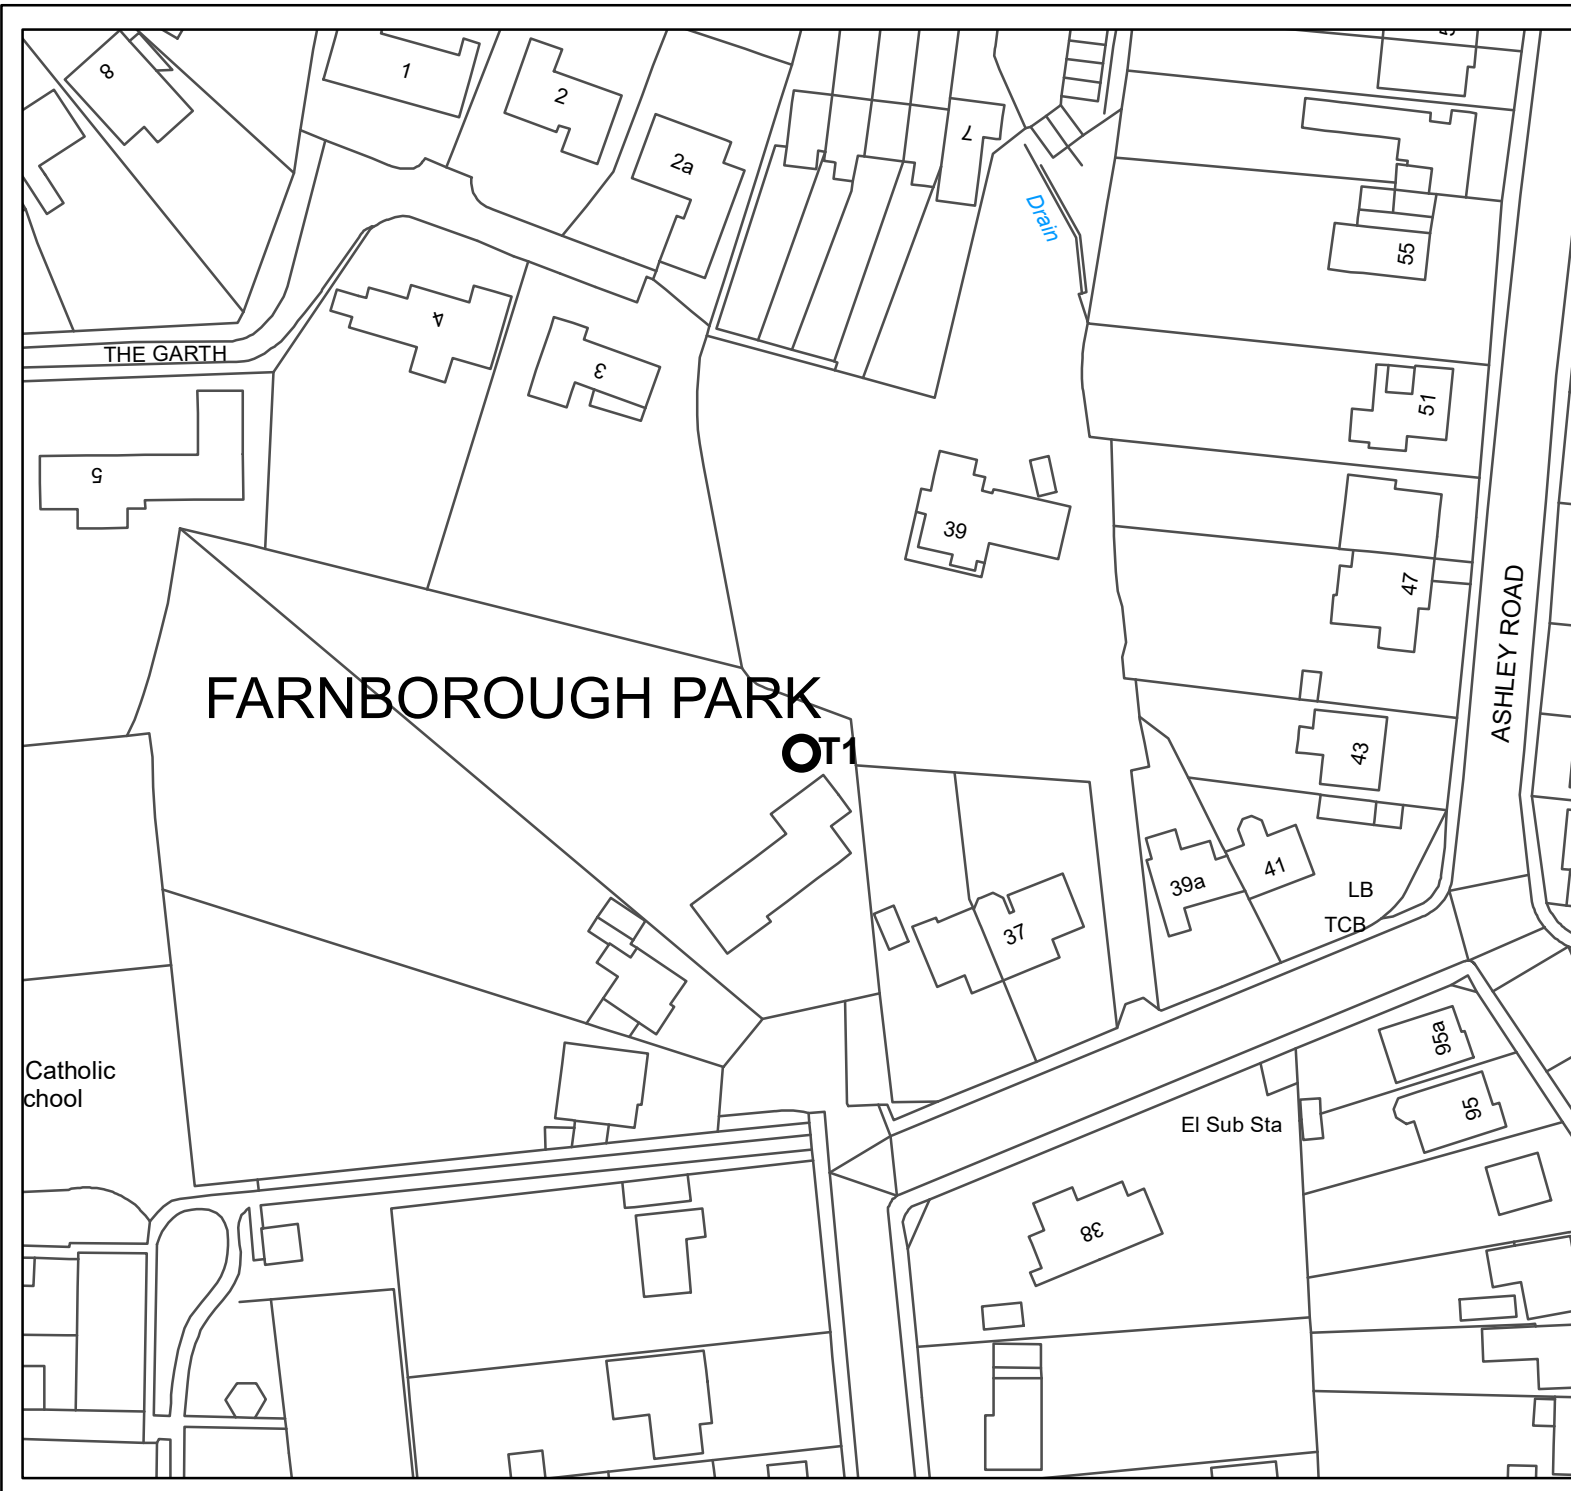 8
1
2
2a
7
Drain
55
4
3
THE GARTH
5
51
39
47
ASHLEY ROAD
FARNBOROUGH PARK
T1
43
39a
41
LB
TCB
37
Catholic
chool
95a
95
El Sub Sta
38